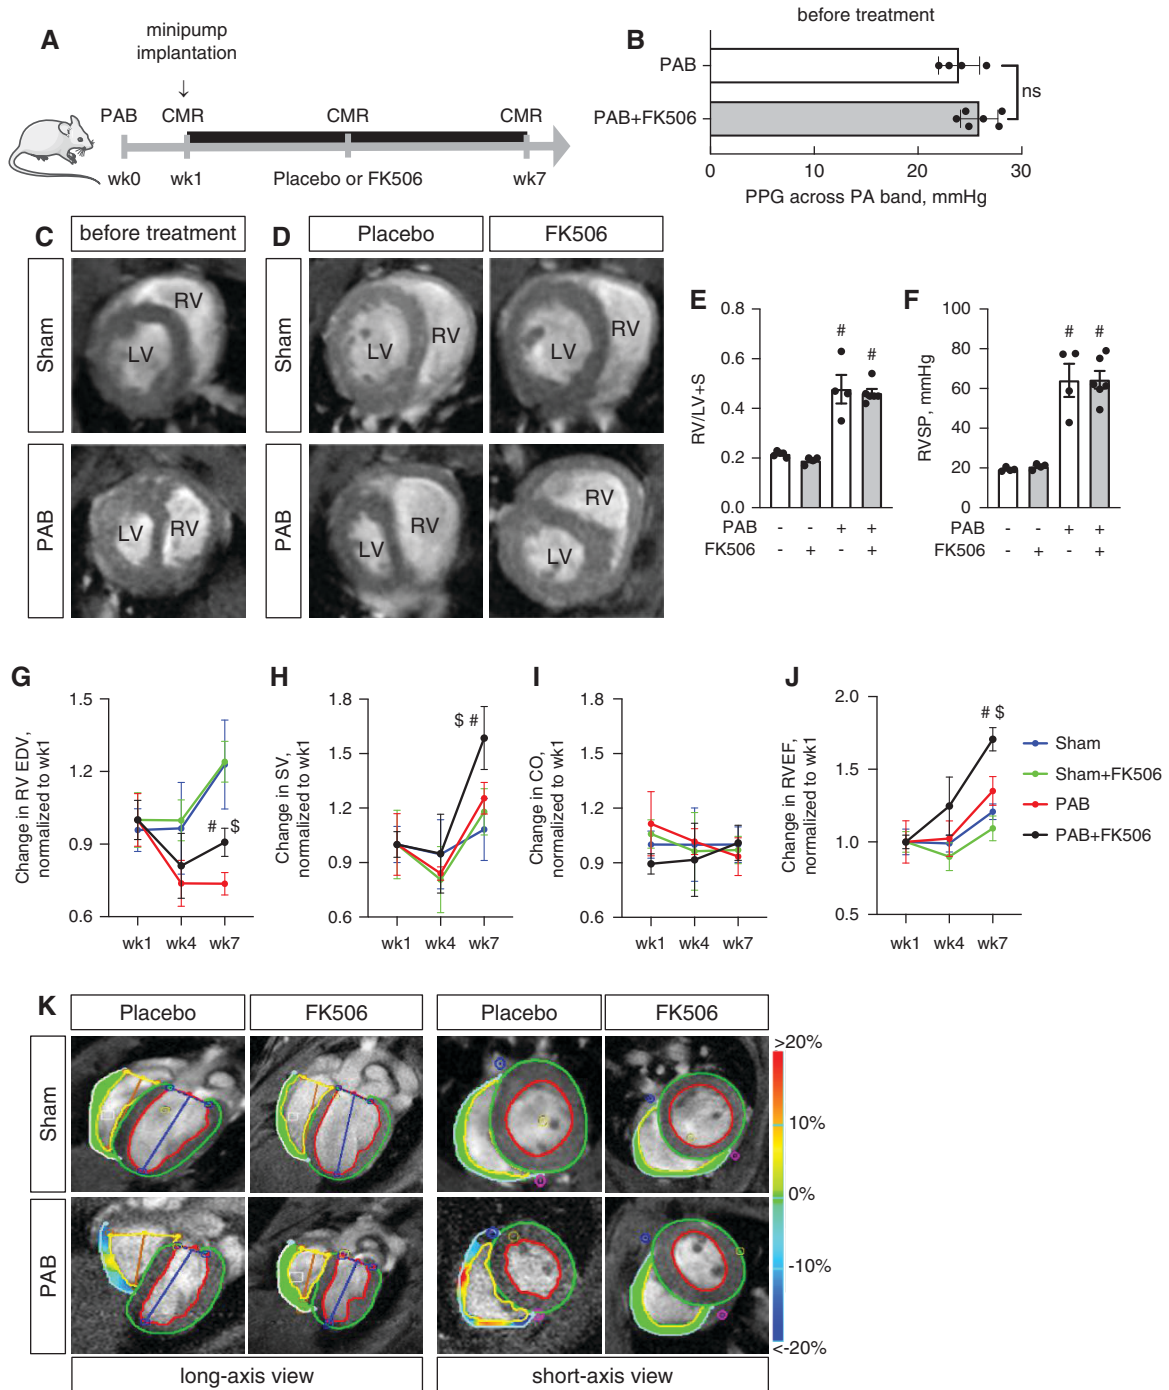 A
minipump
implantation
↓
PAB CMR CMR CMR
wk0 wk1 Placebo or FK506 wk7
B
before treatment
PAB
PAB+FK506
ns
0 10 20 30
PPG across PA band, mmHg
C
before treatment
Sham
RV
LV
PAB
LV
RV
D
Placebo
FK506
Sham
LV
RV
LV
RV
PAB
LV
RV
RV
LV
E
0.8
0.6
0.4
0.2
0.0
RV/LV+S
#
#
PAB - - + +
FK506 - + - +
F
100
80
60
40
20
0
RVSP, mmHg
#
#
PAB - - + +
FK506 - + - +
G
1.5
1.2
0.9
0.6
Change in RV EDV,
normalized to wk1
# $
wk1 wk4 wk7
H
1.8
1.5
1.2
0.9
0.6
Change in SV,
normalized to wk1
$ #
wk1 wk4 wk7
I
1.8
1.5
1.2
0.9
0.6
Change in CO,
normalized to wk1
wk1 wk4 wk7
J
2.0
1.5
1.0
0.5
Change in RVEF,
normalized to wk1
# $
wk1 wk4 wk7
Sham
Sham+FK506
PAB
PAB+FK506
K
Placebo
FK506
Placebo
FK506
Sham
PAB
>20%
10%
0%
-10%
<-20%
long-axis view
short-axis view